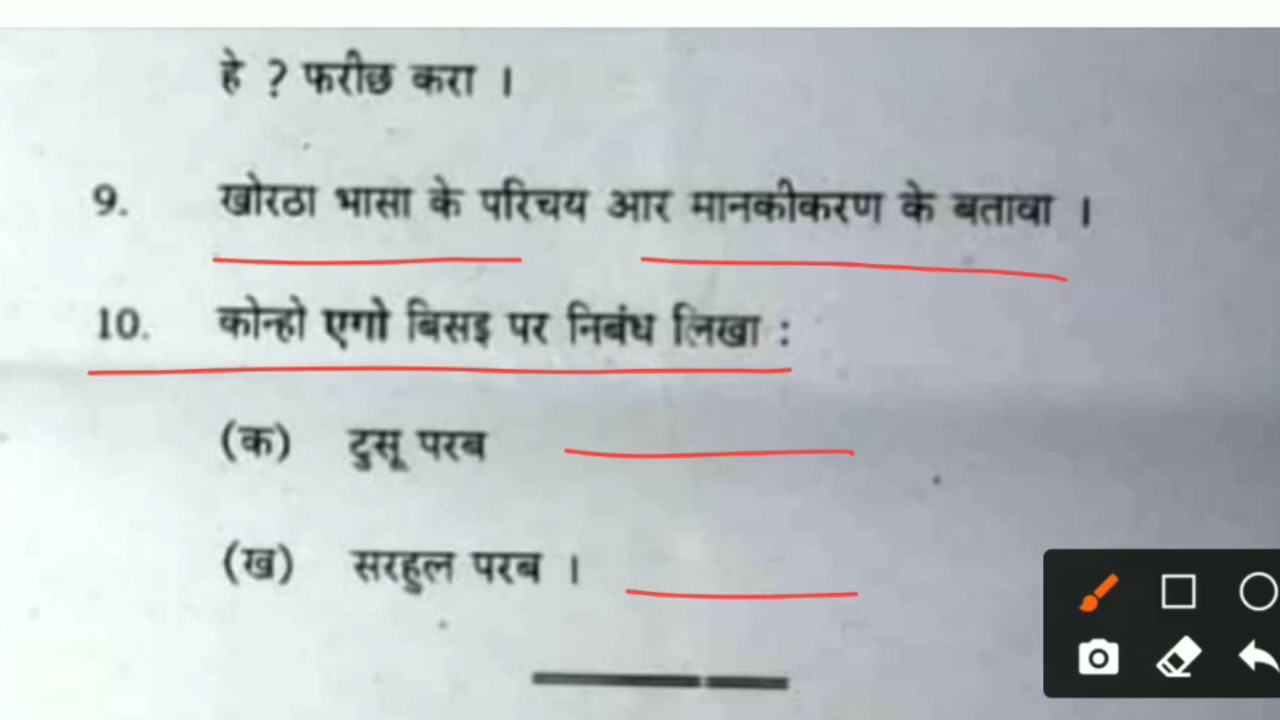 हे ? फरीछ करा ।
9. खोरठा भासा के परिचय आर मानकीकरण के बतावा ।
10. कोन्हो एगो बिसइ पर निबंध लिखा :
(क) टुसू परब
(ख) सरहुल परब ।